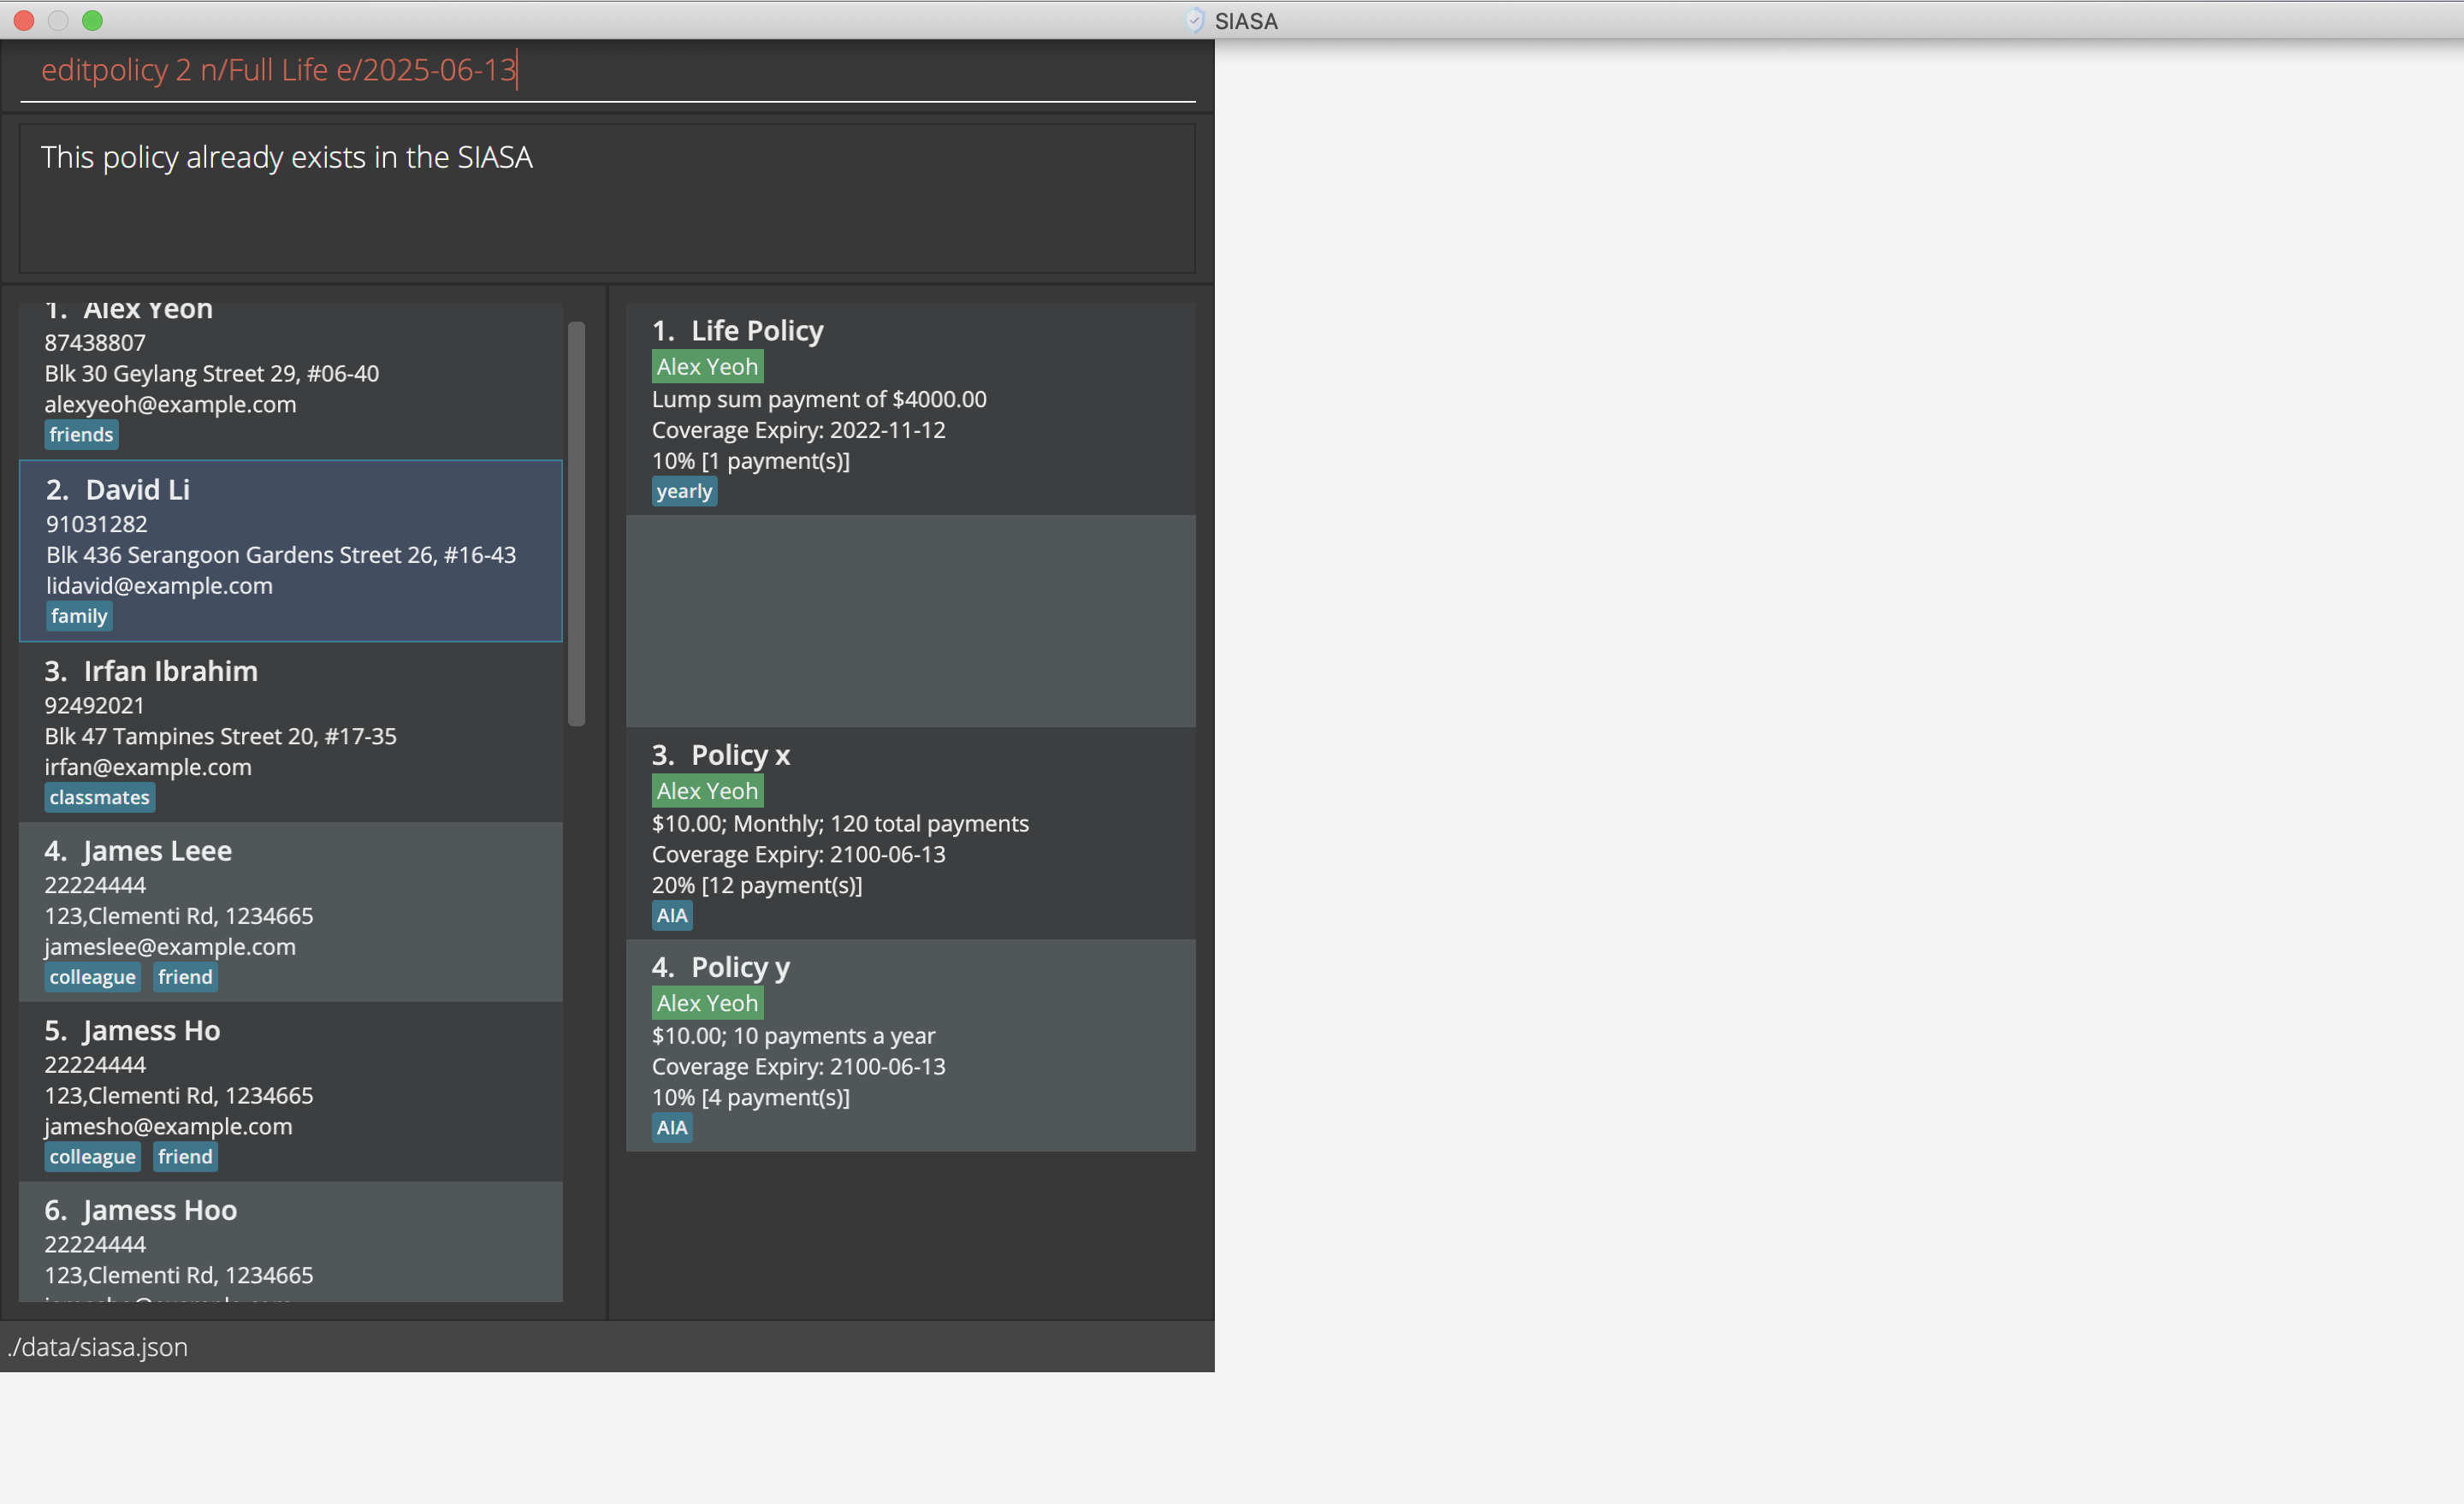 SIASA
editpolicy 2 n/Full Life e/2025-06-13
This policy already exists in the SIASA
1. Alex Yeoh
87438807
Blk 30 Geylang Street 29, #06-40
alexyeoh@example.com
friends
2. David Li
91031282
Blk 436 Serangoon Gardens Street 26, #16-43
lidavid@example.com
family
3. Irfan Ibrahim
92492021
Blk 47 Tampines Street 20, #17-35
irfan@example.com
classmates
4. James Leee
22224444
123,Clementi Rd, 1234665
jameslee@example.com
colleague friend
5. Jamess Ho
22224444
123,Clementi Rd, 1234665
jamesho@example.com
colleague friend
6. Jamess Hoo
22224444
123,Clementi Rd, 1234665
1. Life Policy
Alex Yeoh
Lump sum payment of $4000.00
Coverage Expiry: 2022-11-12
10% [1 payment(s)]
yearly
3. Policy x
Alex Yeoh
$10.00; Monthly; 120 total payments
Coverage Expiry: 2100-06-13
20% [12 payment(s)]
AIA
4. Policy y
Alex Yeoh
$10.00; 10 payments a year
Coverage Expiry: 2100-06-13
10% [4 payment(s)]
AIA
./data/siasa.json